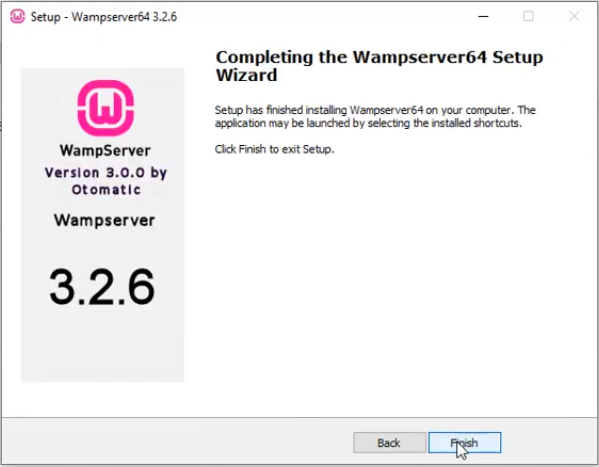 Setup - Wampserver64 3.2.6
Completing the Wampserver64 Setup
Wizard
Setup has finished installing Wampserver64 on your computer. The
application may be launched by selecting the installed shortcuts.
Click Finish to exit Setup.
WampServer
Version 3.0.0 by
Otomatic
Wampserver
3.2.6
Back
Finish